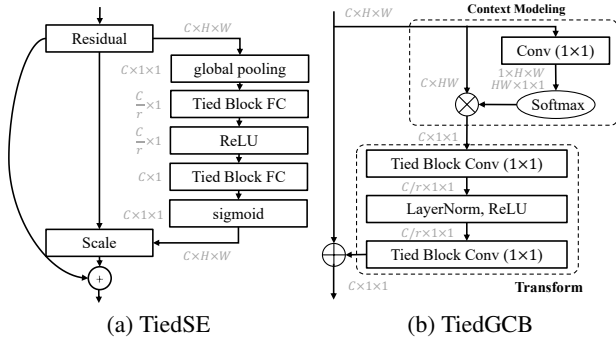 Residual
C×H×W
C×1×1
global pooling
C/r ×1
Tied Block FC
C/r ×1
ReLU
C×1
Tied Block FC
C×1×1
sigmoid
Scale
C×H×W
+
(a) TiedSE
C×H×W
Context Modeling
Conv (1×1)
1×H×W
HW×1×1
C×HW
Softmax
C×1×1
Tied Block Conv (1×1)
C/r×1×1
LayerNorm, ReLU
C/r×1×1
Tied Block Conv (1×1)
C×1×1
Transform
(b) TiedGCB